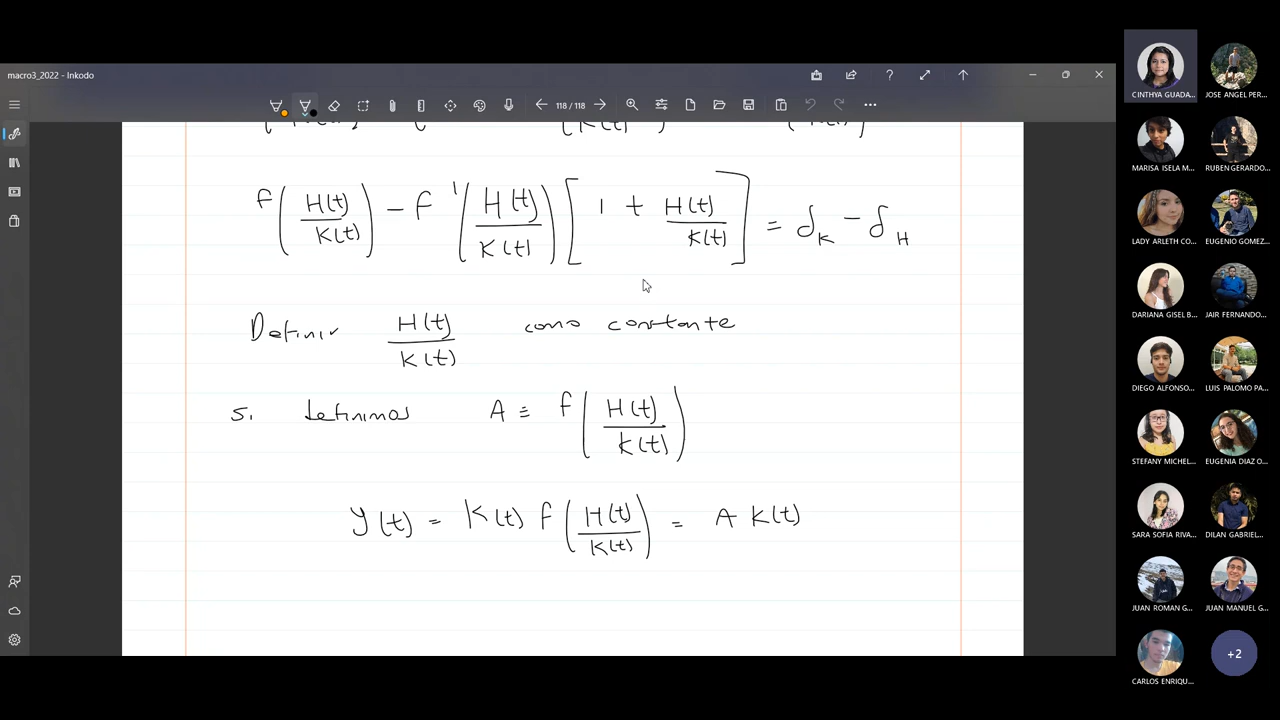 macro3_2022 - Inkodo
118 / 118
f(H(t)/K(t)) - f'(H(t)/K(t)) [1 + H(t)/K(t)] = δK - δH
Definir H(t)/K(t) como constante
Si definimos A ≡ f(H(t)/K(t))
Y(t) = K(t) f(H(t)/K(t)) = A K(t)
CINTHYA GUADA...
JOSE ANGEL PER...
MARISA ISELA M...
RUBEN GERARDO...
LADY ARLETH CO...
EUGENIO GOMEZ...
DARIANA GISEL B...
JAIR FERNANDO...
DIEGO ALFONSO...
LUIS PALOMO PA...
STEFANY MICHEL...
EUGENIA DIAZ O...
SARA SOFIA RIVA...
DILAN GABRIEL...
JUAN ROMAN G...
JUAN MANUEL G...
CARLOS ENRIQU...
+2